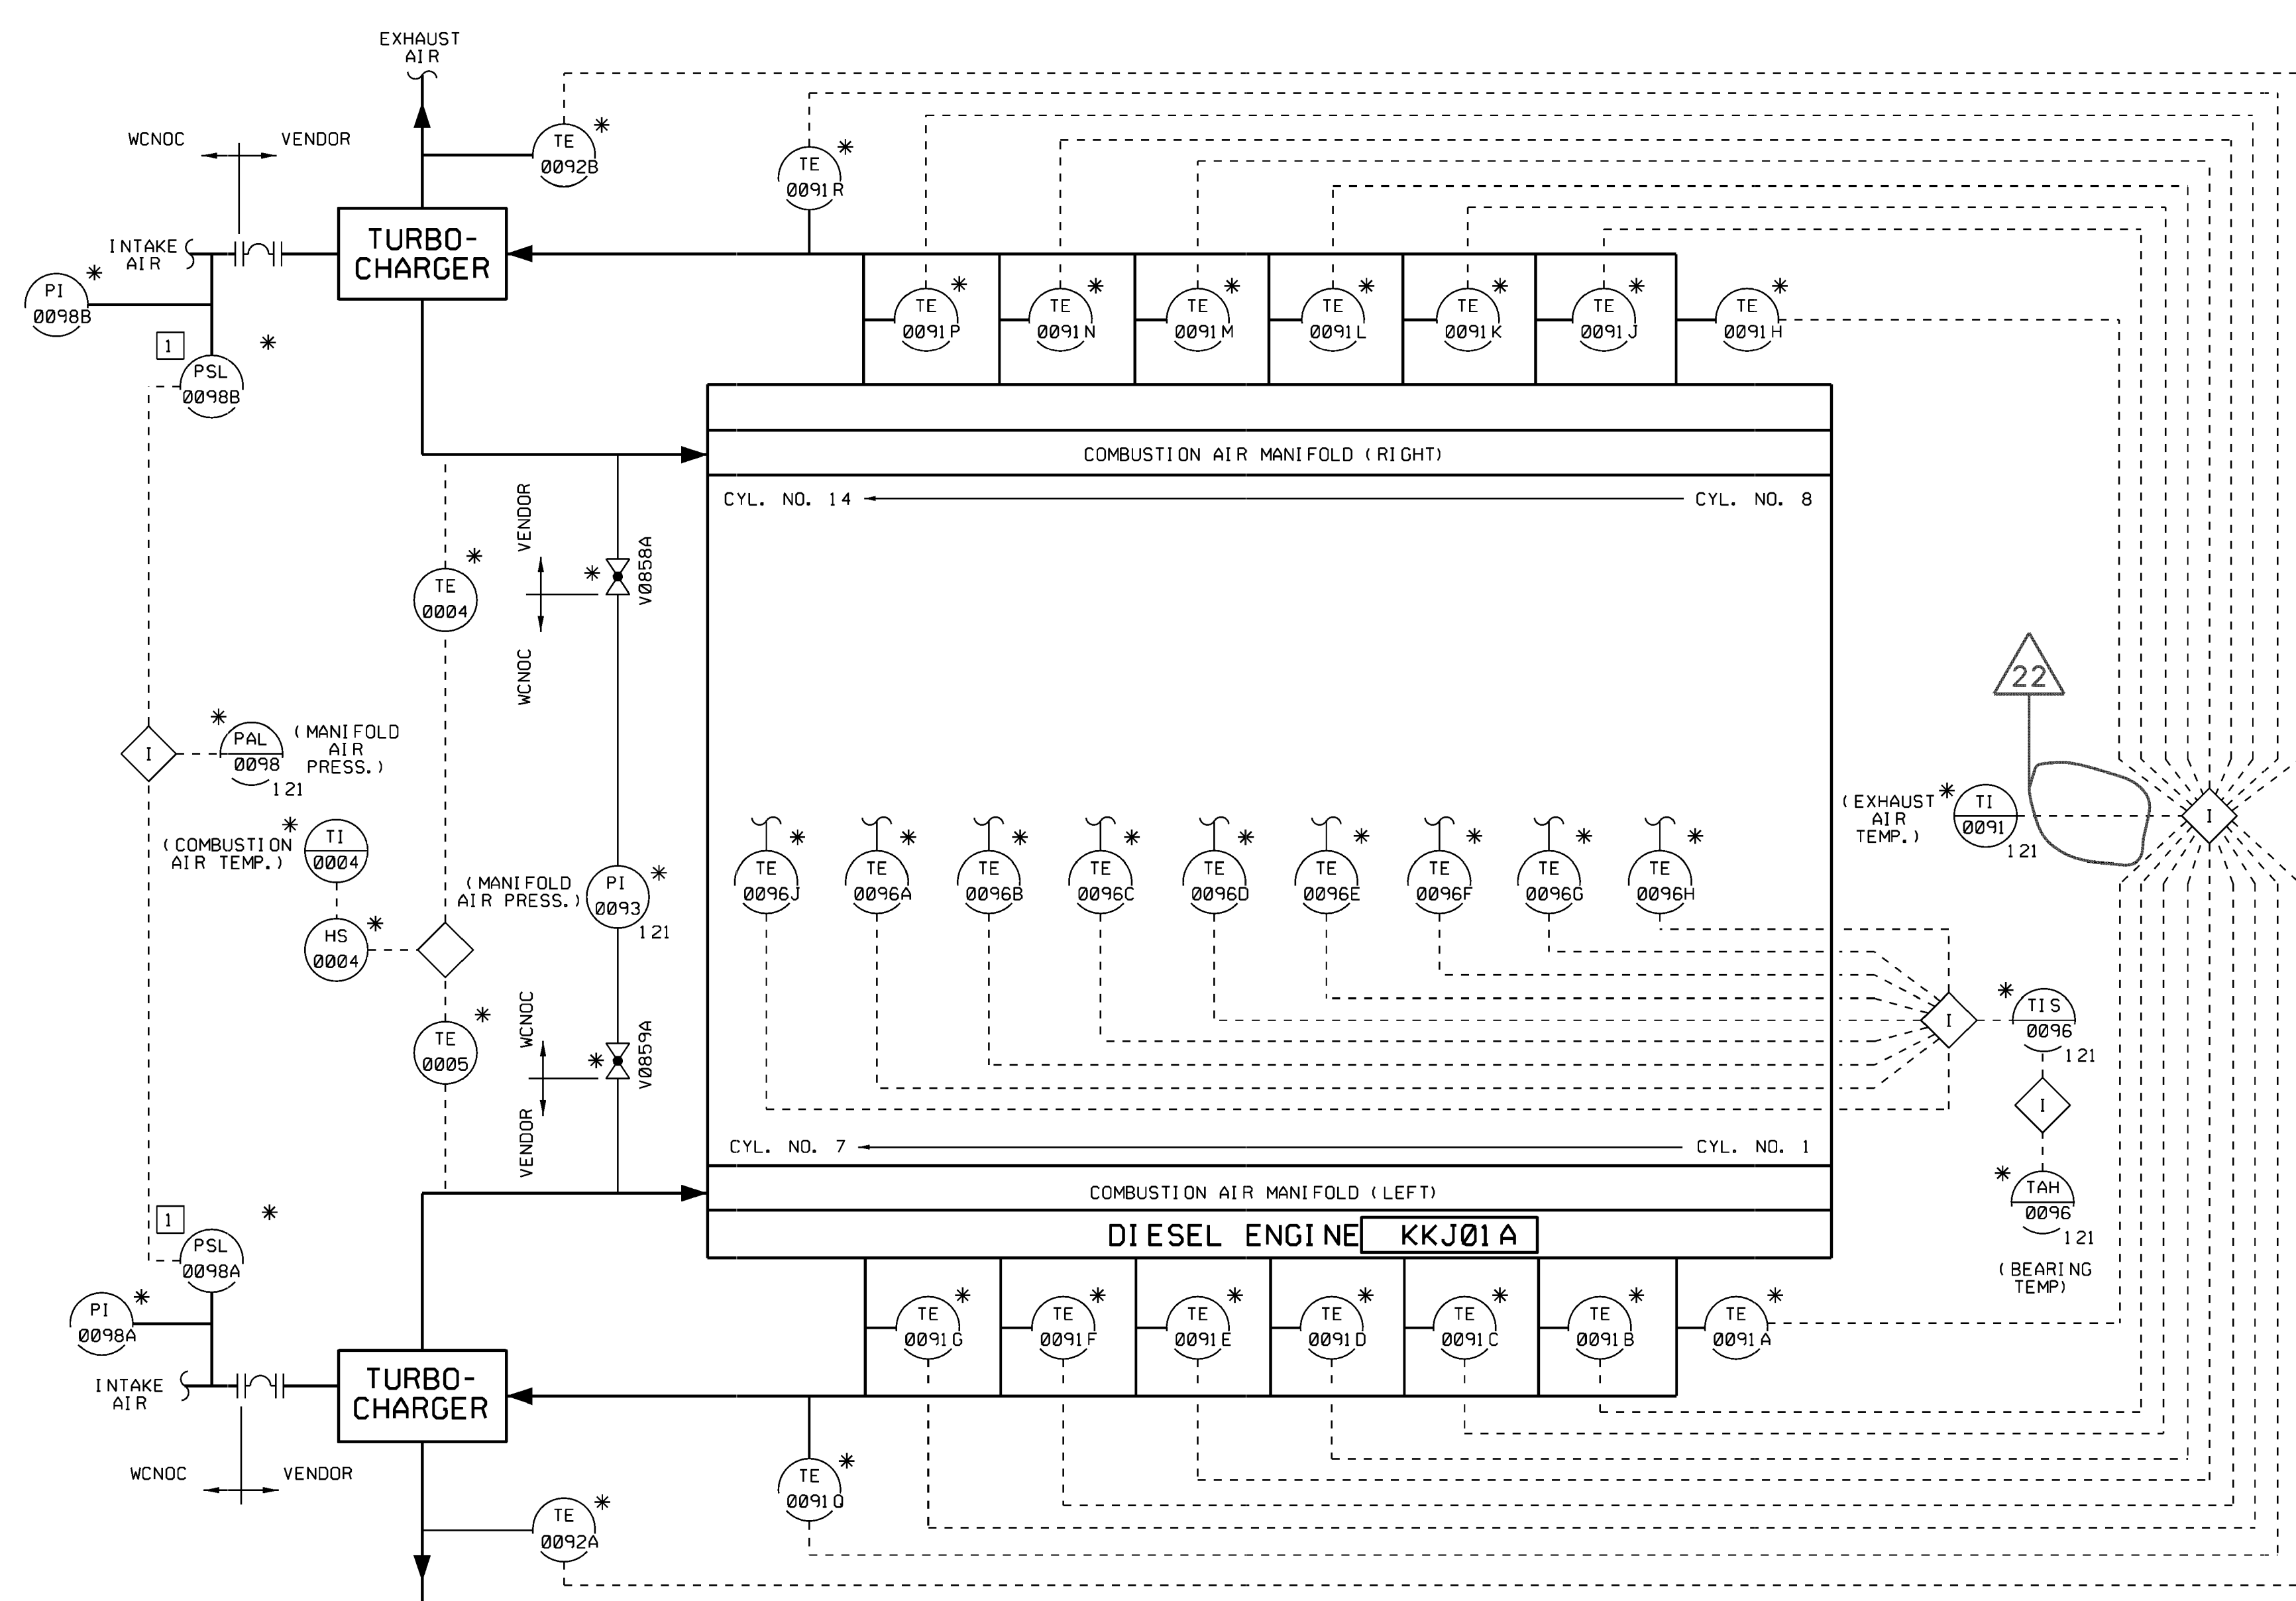 EXHAUST
AIR
WCNOC
VENDOR
TE
0092B
TE
0091R
INTAKE
AIR
TURBO-
CHARGER
PI
0098B
1
PSL
0098B
TE
0091P
TE
0091N
TE
0091M
TE
0091L
TE
0091K
TE
0091J
TE
0091H
COMBUSTION AIR MANIFOLD (RIGHT)
CYL. NO. 14
CYL. NO. 8
VENDOR
WCNOC
V0858A
TE
0004
22
PAL
0098
121
(MANIFOLD
AIR
PRESS.)
I
(COMBUSTION
AIR TEMP.)
TI
0004
HS
0004
(MANIFOLD
AIR PRESS.)
PI
0093
121
TE
0096J
TE
0096A
TE
0096B
TE
0096C
TE
0096D
TE
0096E
TE
0096F
TE
0096G
TE
0096H
(EXHAUST
AIR
TEMP.)
TI
0091
121
I
WCNOC
VENDOR
V0859A
TE
0005
I
TIS
0096
121
I
TAH
0096
121
(BEARING
TEMP)
CYL. NO. 7
CYL. NO. 1
COMBUSTION AIR MANIFOLD (LEFT)
DIESEL ENGINE KKJ01A
1
PSL
0098A
PI
0098A
INTAKE
AIR
TURBO-
CHARGER
TE
0091G
TE
0091F
TE
0091E
TE
0091D
TE
0091C
TE
0091B
TE
0091A
WCNOC
VENDOR
TE
0091Q
TE
0092A